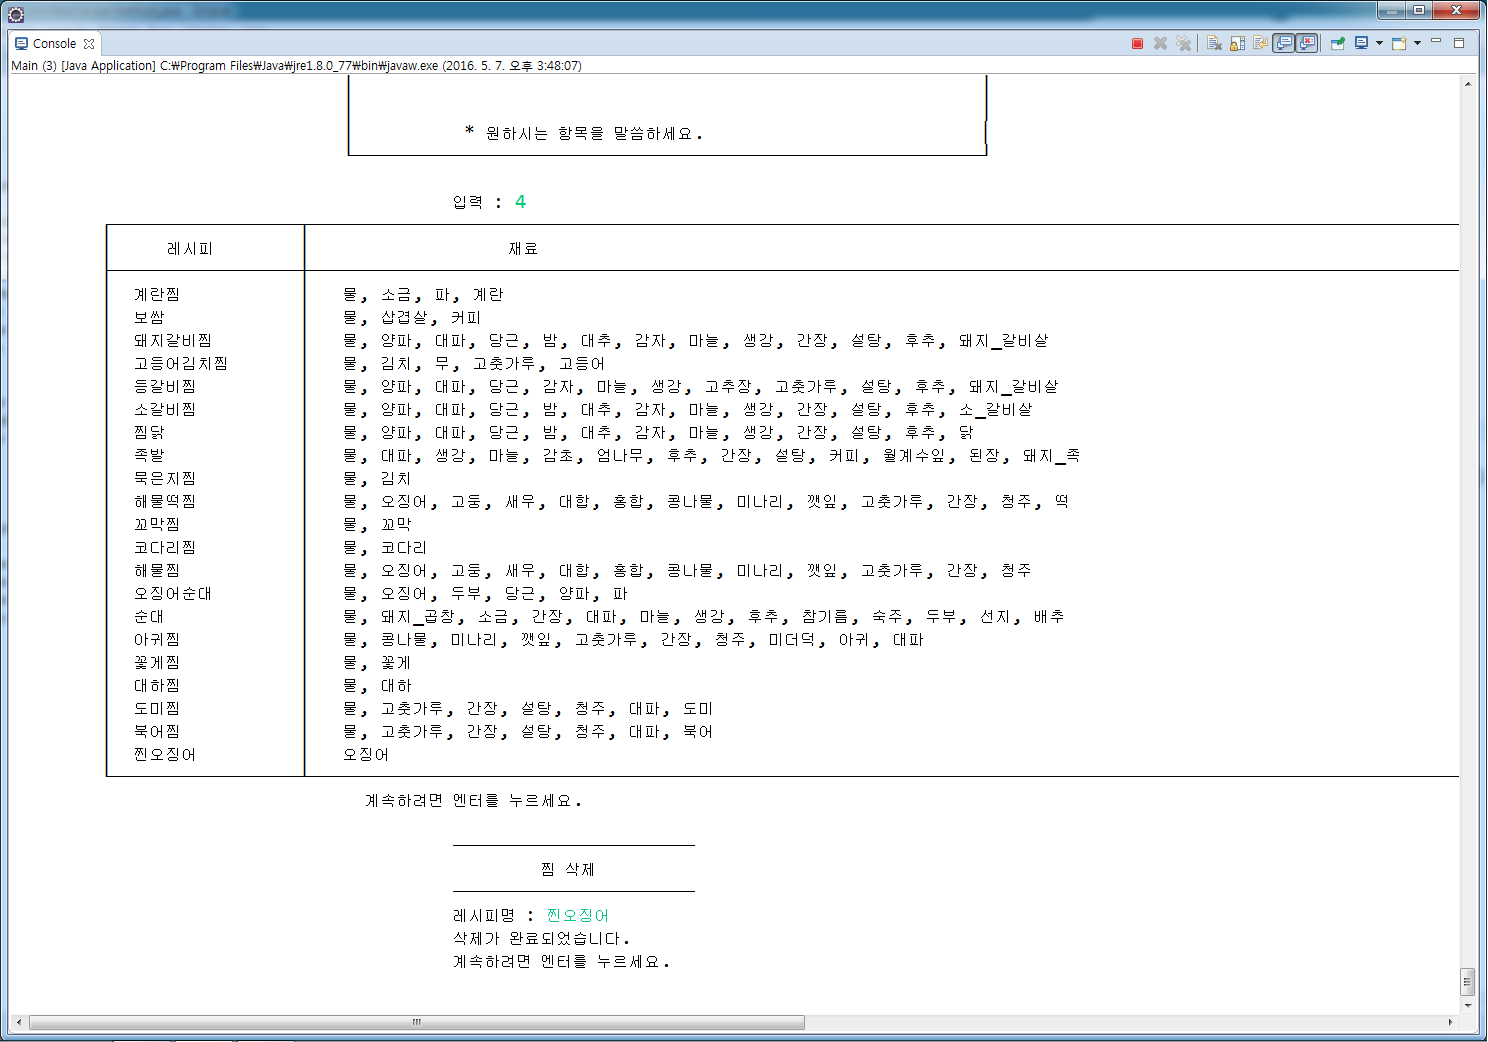 Console
Main (3) [Java Application] C:₩Program Files₩Java₩jre1.8.0_77₩bin₩javaw.exe (2016. 5. 7. 오후 3:48:07)
* 원하시는 항목을 말씀하세요.
입력 : 4
레시피 재료
계란찜 물, 소금, 파, 계란
보쌈 물, 삽겹살, 커피
돼지갈비찜 물, 양파, 대파, 당근, 밤, 대추, 감자, 마늘, 생강, 간장, 설탕, 후추, 돼지_갈비살
고등어김치찜 물, 김치, 무, 고춧가루, 고등어
등갈비찜 물, 양파, 대파, 당근, 감자, 마늘, 생강, 고추장, 고춧가루, 설탕, 후추, 돼지_갈비살
소갈비찜 물, 양파, 대파, 당근, 밤, 대추, 감자, 마늘, 생강, 간장, 설탕, 후추, 소_갈비살
찜닭 물, 양파, 대파, 당근, 밤, 대추, 감자, 마늘, 생강, 간장, 설탕, 후추, 닭
족발 물, 대파, 생강, 마늘, 감초, 엄나무, 후추, 간장, 설탕, 커피, 월계수잎, 된장, 돼지_족
묵은지찜 물, 김치
해물떡찜 물, 오징어, 고둥, 새우, 대합, 홍합, 콩나물, 미나리, 깻잎, 고춧가루, 간장, 청주, 떡
꼬막찜 물, 꼬막
코다리찜 물, 코다리
해물찜 물, 오징어, 고둥, 새우, 대합, 홍합, 콩나물, 미나리, 깻잎, 고춧가루, 간장, 청주
오징어순대 물, 오징어, 두부, 당근, 양파, 파
순대 물, 돼지_곱창, 소금, 간장, 대파, 마늘, 생강, 후추, 참기름, 숙주, 두부, 선지, 배추
아귀찜 물, 콩나물, 미나리, 깻잎, 고춧가루, 간장, 청주, 미더덕, 아귀, 대파
꽃게찜 물, 꽃게
대하찜 물, 대하
도미찜 물, 고춧가루, 간장, 설탕, 청주, 대파, 도미
북어찜 물, 고춧가루, 간장, 설탕, 청주, 대파, 북어
찐오징어 오징어
계속하려면 엔터를 누르세요.
찜 삭제
레시피명 : 찐오징어
삭제가 완료되었습니다.
계속하려면 엔터를 누르세요.